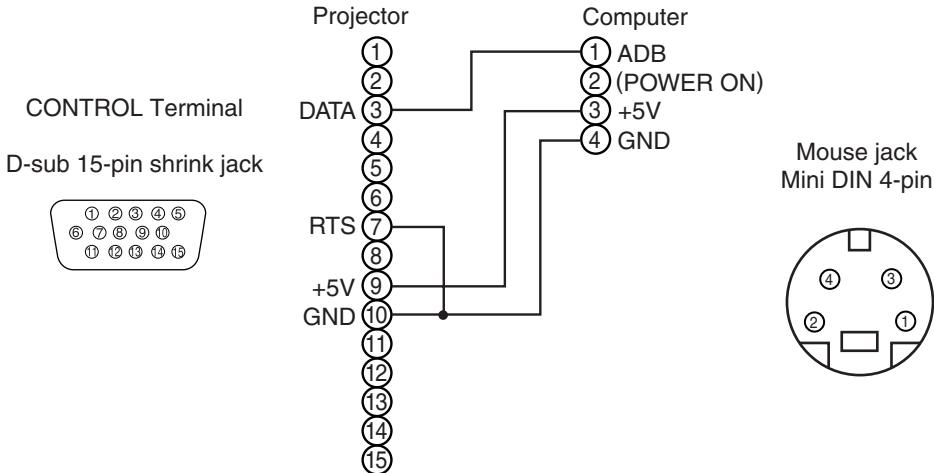 Projector
Computer
CONTROL Terminal
D-sub 15-pin shrink jack
① ② ③ ④ ⑤
⑥ ⑦ ⑧ ⑨ ⑩
⑪ ⑫ ⑬ ⑭ ⑮
①
②
DATA ③
④
⑤
⑥
RTS ⑦
⑧
+5V ⑨
GND ⑩
⑪
⑫
⑬
⑭
⑮
① ADB
② (POWER ON)
③ +5V
④ GND
Mouse jack
Mini DIN 4-pin
④ ③
② ①